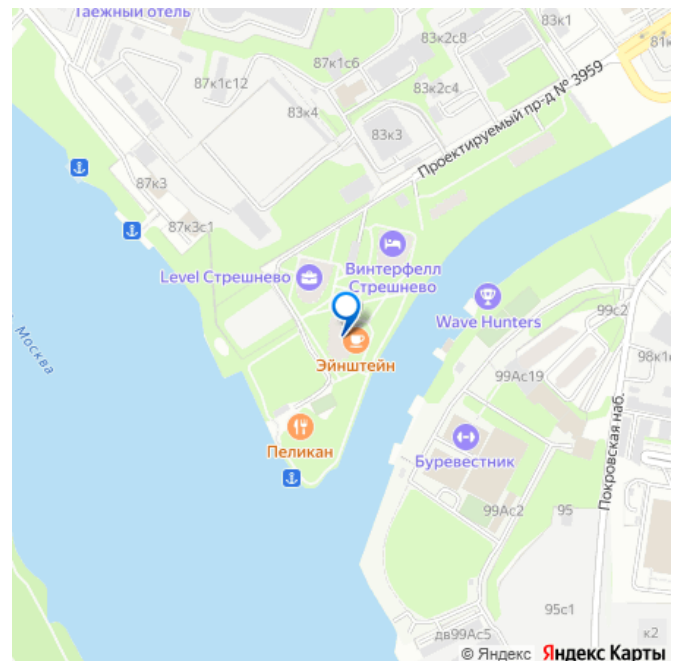 Таежный отель
83к1
83к2с8
81к
87к1с6
87к1с12
83к2с4
83к4
83к3
Проектируемый пр-д № 3959
87к3
87к3с1
Level Стрешнево
Винтерфелл
Стрешнево
99с2
Wave Hunters
Москва
98к1
Эйнштейн
99Ас19
Покровская наб.
Пеликан
Буревестник
99Ас2
95
95с1
дв99Ас5
к2
© Яндекс Яндекс Карты